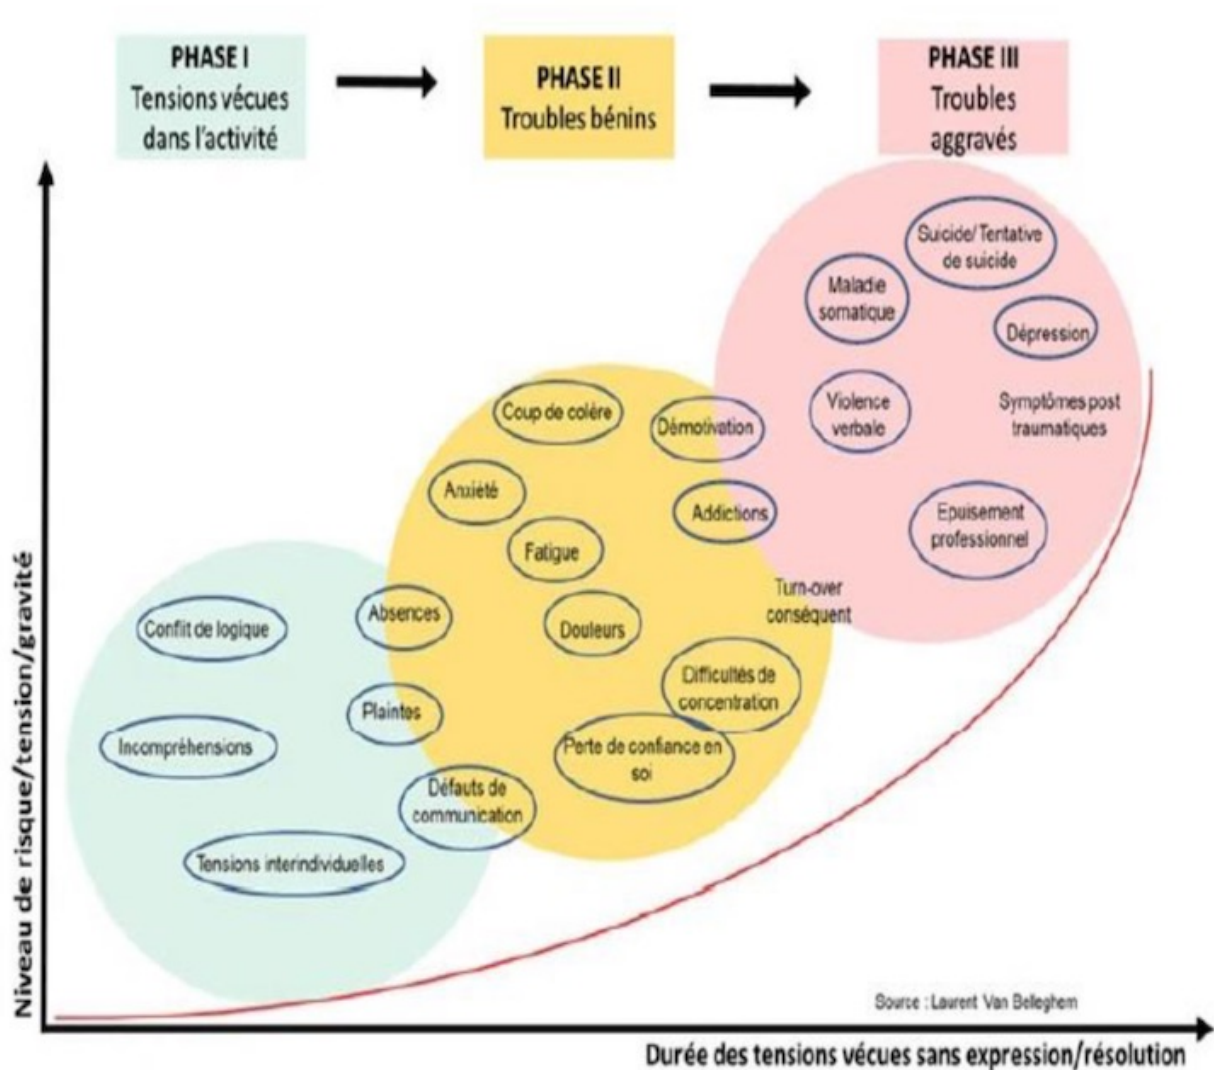 PHASE I
Tensions vécues
dans l'activité
PHASE II
Troubles bénins
PHASE III
Troubles
aggravés
Niveau de risque/tension/gravité
Suicide/Tentative
de suicide
Maladie
somatique
Dépression
Violence
verbale
Symptômes post
traumatiques
Epuisement
professionnel
Coup de colère
Démotivation
Anxiété
Addictions
Fatigue
Turn-over
conséquent
Absences
Douleurs
Conflit de logique
Difficultés de
concentration
Plaintes
Incompréhensions
Perte de confiance en
soi
Défauts de
communication
Tensions interindividuelles
Source : Laurent Van Belleghem
Durée des tensions vécues sans expression/résolution